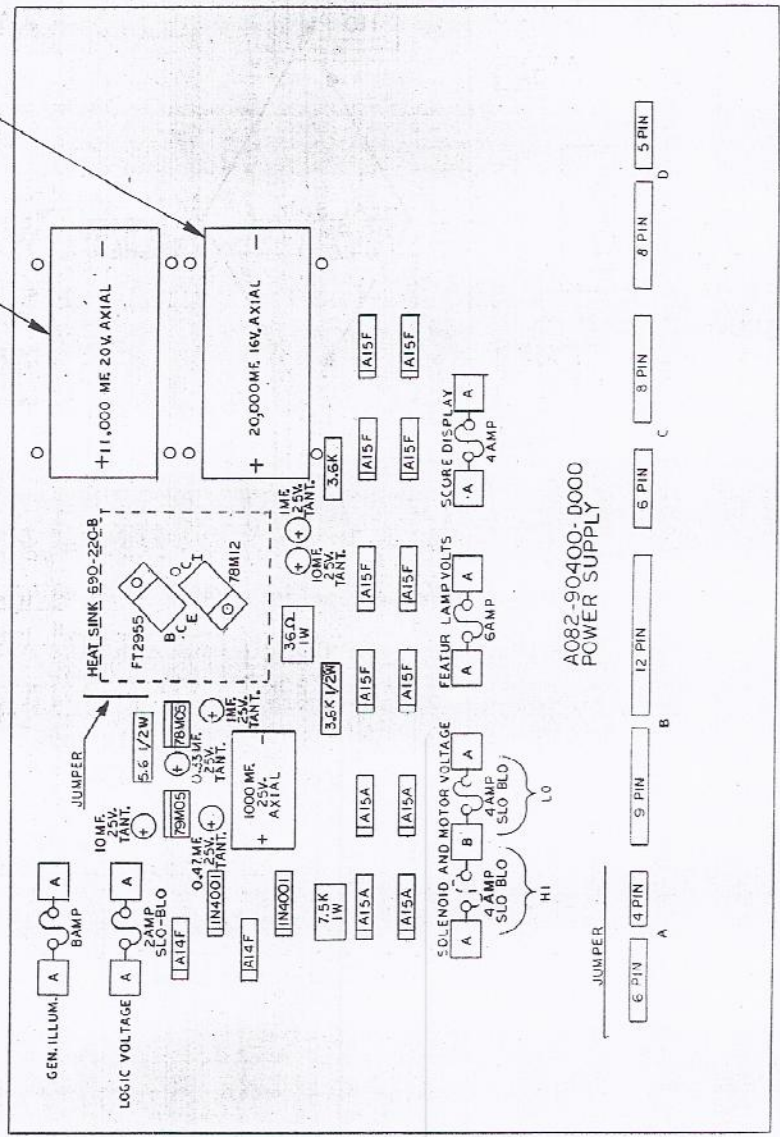 GEN. ILLUM.
A
A
8AMP
LOGIC VOLTAGE
A
A
2AMP
SLO-BLO
JUMPER
10MF.
25V.
TANT.
+
5.6 1/2W
79M05
78M05
+
0.33MF.
25V.
TANT.
+
0.47MF.
25V.
TANT.
+
1MF.
25V.
TANT.
A14F
1N4001
A14F
1N4001
+
1000 MF.
25V.
AXIAL
-
7.5K
1W
3.6K 1/2W
36Ω
1W
HEAT SINK 690-220-B
FT2955
B
C
E
C
I
78M12
+
10MF.
25V.
TANT.
+
1MF.
25V.
TANT.
3.6K
+11,000 MF. 20V. AXIAL -
+ 20,000MF. 16V. AXIAL -
A15A
A15A
A15F
A15F
A15F
A15F
A15A
A15A
A15F
A15F
A15F
A15F
SOLENOID AND MOTOR VOLTAGE
A
B
A
4 AMP
SLO BLO
4AMP
SLO BLO
HI
LO
FEATUR LAMP VOLTS
A
A
6AMP
SCORE DISPLAY
A
A
4AMP
A082-90400-D000
POWER SUPPLY
JUMPER
6 PIN
4 PIN
9 PIN
12 PIN
6 PIN
8 PIN
8 PIN
5 PIN
A
B
C
D